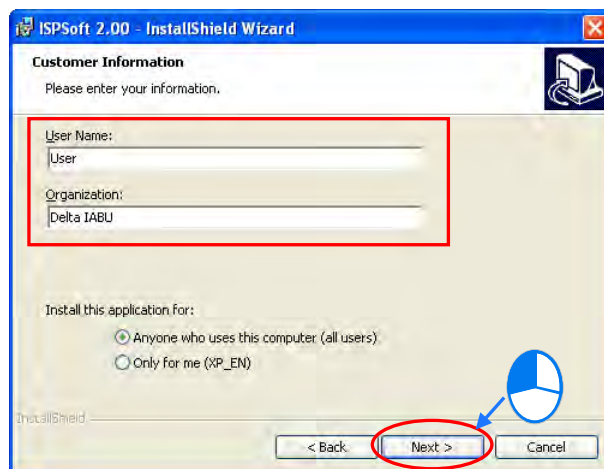 ISPSoft 2.00 - InstallShield Wizard
Customer Information
Please enter your information.
User Name:
User
Organization:
Delta IABU
Install this application for:
Anyone who uses this computer (all users)
Only for me (XP_EN)
InstallShield
< Back
Next >
Cancel